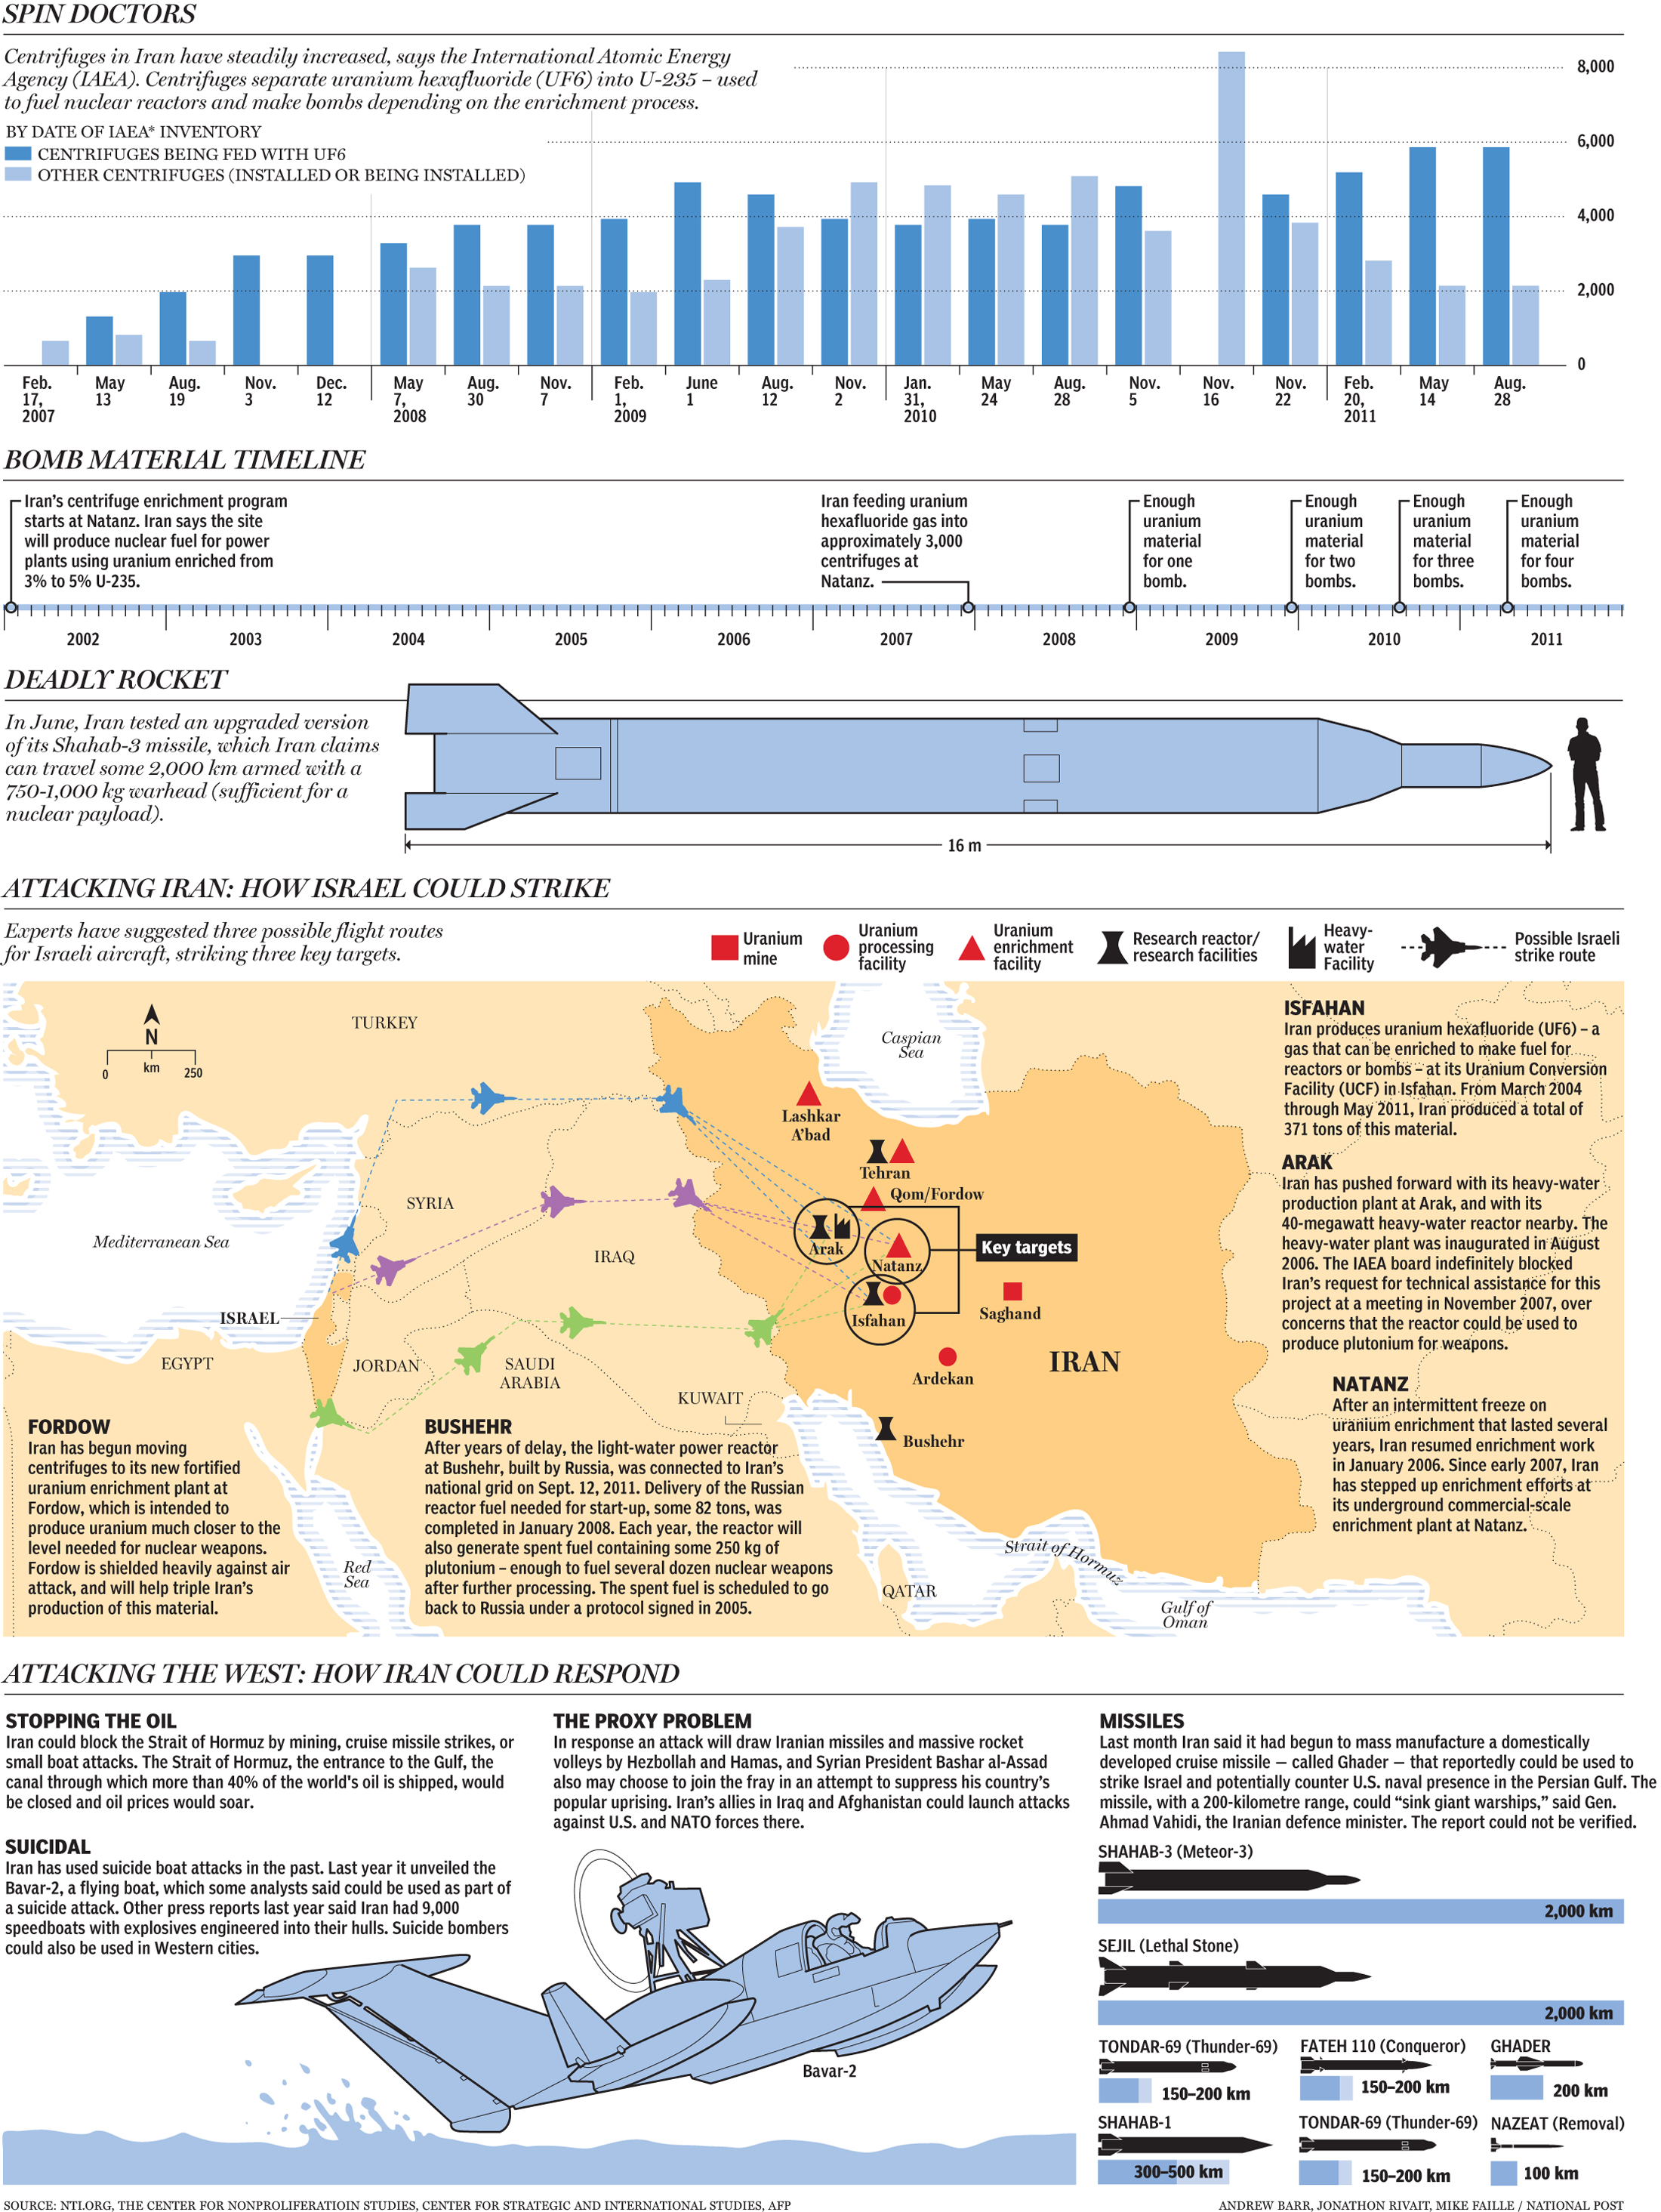 SPIN DOCTORS
Centrifuges in Iran have steadily increased, says the International Atomic Energy
Agency (IAEA). Centrifuges separate uranium hexafluoride (UF6) into U-235 – used
to fuel nuclear reactors and make bombs depending on the enrichment process.
BY DATE OF IAEA* INVENTORY
CENTRIFUGES BEING FED WITH UF6
OTHER CENTRIFUGES (INSTALLED OR BEING INSTALLED)
8,000
6,000
4,000
2,000
0
Feb.
17,
2007
May
13
Aug.
19
Nov.
3
Dec.
12
May
7,
2008
Aug.
30
Nov.
7
Feb.
1,
2009
June
1
Aug.
12
Nov.
2
Jan.
31,
2010
May
24
Aug.
28
Nov.
5
Nov.
16
Nov.
22
Feb.
20,
2011
May
14
Aug.
28
BOMB MATERIAL TIMELINE
Iran's centrifuge enrichment program
starts at Natanz. Iran says the site
will produce nuclear fuel for power
plants using uranium enriched from
3% to 5% U-235.
Iran feeding uranium
hexafluoride gas into
approximately 3,000
centrifuges at
Natanz.
Enough
uranium
material
for one
bomb.
Enough
uranium
material
for two
bombs.
Enough
uranium
material
for three
bombs.
Enough
uranium
material
for four
bombs.
2002
2003
2004
2005
2006
2007
2008
2009
2010
2011
DEADLY ROCKET
In June, Iran tested an upgraded version
of its Shahab-3 missile, which Iran claims
can travel some 2,000 km armed with a
750-1,000 kg warhead (sufficient for a
nuclear payload).
16 m
ATTACKING IRAN: HOW ISRAEL COULD STRIKE
Experts have suggested three possible flight routes
for Israeli aircraft, striking three key targets.
Uranium
mine
Uranium
processing
facility
Uranium
enrichment
facility
Research reactor/
research facilities
Heavy-
water
Facility
Possible Israeli
strike route
N
km
0
250
TURKEY
Caspian
Sea
Lashkar
A'bad
Tehran
Qom/Fordow
SYRIA
Mediterranean Sea
IRAQ
Arak
Natanz
Key targets
Isfahan
Saghand
ISRAEL
EGYPT
JORDAN
SAUDI
ARABIA
KUWAIT
Ardekan
IRAN
Bushehr
Red
Sea
QATAR
Strait of Hormuz
Gulf of
Oman
ISFAHAN
Iran produces uranium hexafluoride (UF6) – a
gas that can be enriched to make fuel for
reactors or bombs – at its Uranium Conversion
Facility (UCF) in Isfahan. From March 2004
through May 2011, Iran produced a total of
371 tons of this material.
ARAK
Iran has pushed forward with its heavy-water
production plant at Arak, and with its
40-megawatt heavy-water reactor nearby. The
heavy-water plant was inaugurated in August
2006. The IAEA board indefinitely blocked
Iran's request for technical assistance for this
project at a meeting in November 2007, over
concerns that the reactor could be used to
produce plutonium for weapons.
NATANZ
After an intermittent freeze on
uranium enrichment that lasted several
years, Iran resumed enrichment work
in January 2006. Since early 2007, Iran
has stepped up enrichment efforts at
its underground commercial-scale
enrichment plant at Natanz.
FORDOW
Iran has begun moving
centrifuges to its new fortified
uranium enrichment plant at
Fordow, which is intended to
produce uranium much closer to the
level needed for nuclear weapons.
Fordow is shielded heavily against air
attack, and will help triple Iran's
production of this material.
BUSHEHR
After years of delay, the light-water power reactor
at Bushehr, built by Russia, was connected to Iran's
national grid on Sept. 12, 2011. Delivery of the Russian
reactor fuel needed for start-up, some 82 tons, was
completed in January 2008. Each year, the reactor will
also generate spent fuel containing some 250 kg of
plutonium – enough to fuel several dozen nuclear weapons
after further processing. The spent fuel is scheduled to go
back to Russia under a protocol signed in 2005.
ATTACKING THE WEST: HOW IRAN COULD RESPOND
STOPPING THE OIL
Iran could block the Strait of Hormuz by mining, cruise missile strikes, or
small boat attacks. The Strait of Hormuz, the entrance to the Gulf, the
canal through which more than 40% of the world's oil is shipped, would
be closed and oil prices would soar.
SUICIDAL
Iran has used suicide boat attacks in the past. Last year it unveiled the
Bavar-2, a flying boat, which some analysts said could be used as part of
a suicide attack. Other press reports last year said Iran had 9,000
speedboats with explosives engineered into their hulls. Suicide bombers
could also be used in Western cities.
THE PROXY PROBLEM
In response an attack will draw Iranian missiles and massive rocket
volleys by Hezbollah and Hamas, and Syrian President Bashar al-Assad
also may choose to join the fray in an attempt to suppress his country's
popular uprising. Iran's allies in Iraq and Afghanistan could launch attacks
against U.S. and NATO forces there.
Bavar-2
MISSILES
Last month Iran said it had begun to mass manufacture a domestically
developed cruise missile — called Ghader — that reportedly could be used to
strike Israel and potentially counter U.S. naval presence in the Persian Gulf. The
missile, with a 200-kilometre range, could “sink giant warships,” said Gen.
Ahmad Vahidi, the Iranian defence minister. The report could not be verified.
SHAHAB-3 (Meteor-3)
2,000 km
SEJIL (Lethal Stone)
2,000 km
TONDAR-69 (Thunder-69)
150–200 km
FATEH 110 (Conqueror)
150–200 km
GHADER
200 km
SHAHAB-1
300–500 km
TONDAR-69 (Thunder-69)
150–200 km
NAZEAT (Removal)
100 km
SOURCE: NTI.ORG, THE CENTER FOR NONPROLIFERATIOIN STUDIES, CENTER FOR STRATEGIC AND INTERNATIONAL STUDIES, AFP
ANDREW BARR, JONATHON RIVAIT, MIKE FAILLE / NATIONAL POST